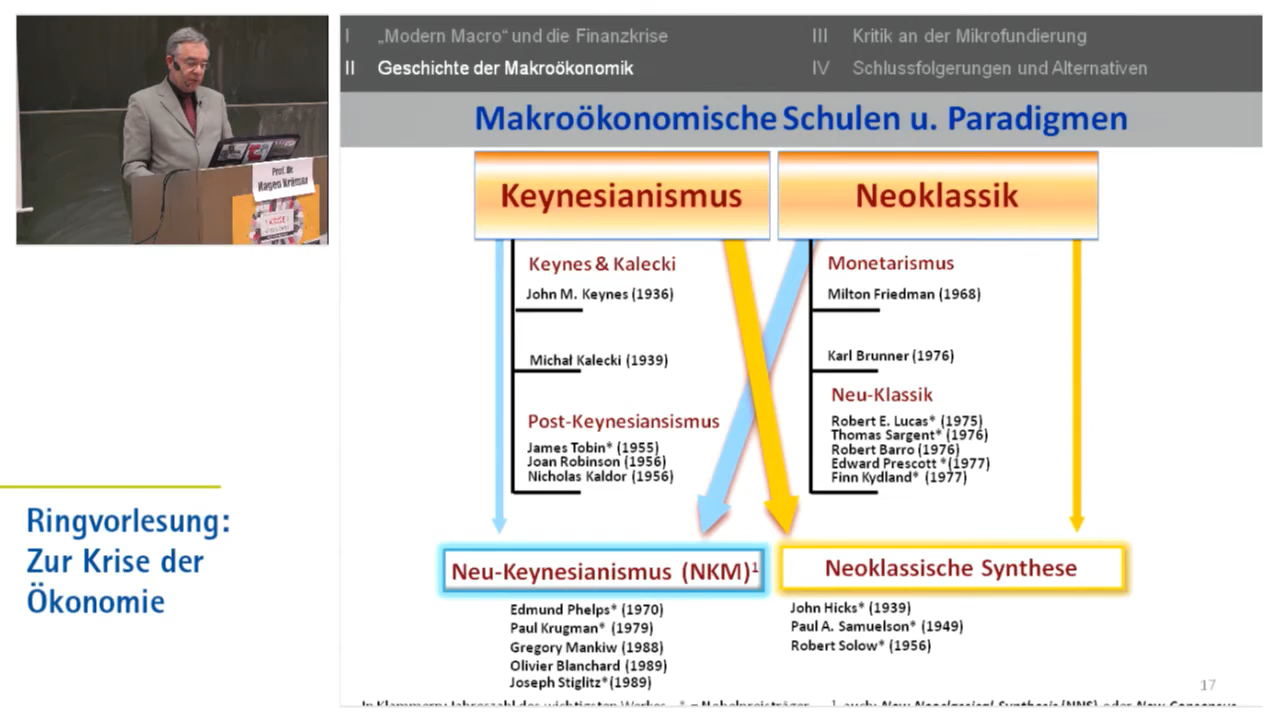 I „Modern Macro“ und die Finanzkrise
II Geschichte der Makroökonomik
III Kritik an der Mikrofundierung
IV Schlussfolgerungen und Alternativen
Makroökonomische Schulen u. Paradigmen
Keynesianismus
Neoklassik
Keynes & Kalecki
John M. Keynes (1936)
Michał Kalecki (1939)
Post-Keynesiansismus
James Tobin* (1955)
Joan Robinson (1956)
Nicholas Kaldor (1956)
Monetarismus
Milton Friedman (1968)
Karl Brunner (1976)
Neu-Klassik
Robert E. Lucas* (1975)
Thomas Sargent* (1976)
Robert Barro (1976)
Edward Prescott *(1977)
Finn Kydland* (1977)
Neu-Keynesianismus (NKM)¹
Edmund Phelps* (1970)
Paul Krugman* (1979)
Gregory Mankiw (1988)
Olivier Blanchard (1989)
Joseph Stiglitz*(1989)
Neoklassische Synthese
John Hicks* (1939)
Paul A. Samuelson* (1949)
Robert Solow* (1956)
17
Prof. Dr.
Hagen Krämer
Ringvorlesung:
Zur Krise der
Ökonomie